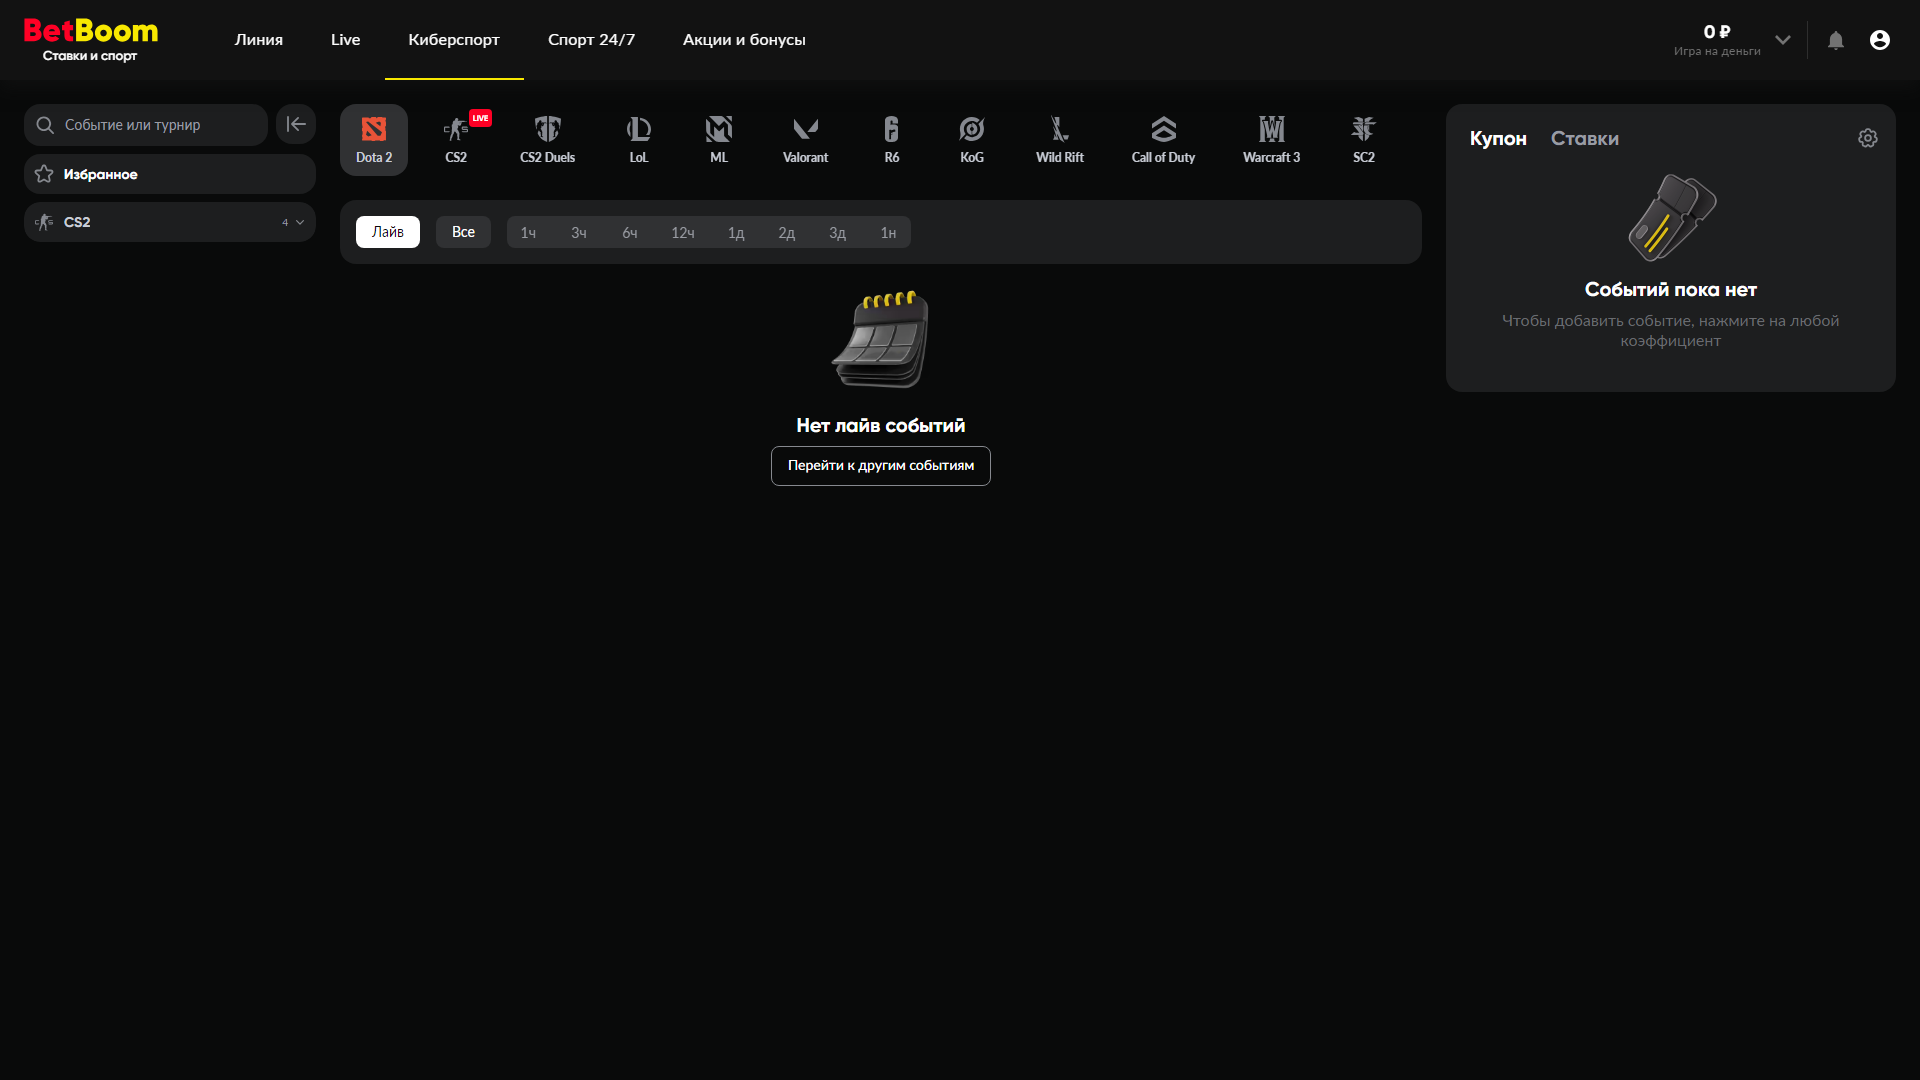 BetBoom
Ставки и спорт
Линия
Live
Киберспорт
Спорт 24/7
Акции и бонусы
0 ₽
Игра на деньги
Событие или турнир
Избранное
CS2
4
Dota 2
CS2
LIVE
CS2 Duels
LoL
ML
Valorant
R6
KoG
Wild Rift
Call of Duty
Warcraft 3
SC2
Лайв
Все
1ч
3ч
6ч
12ч
1д
2д
3д
1н
Нет лайв событий
Перейти к другим событиям
Купон
Ставки
Событий пока нет
Чтобы добавить событие, нажмите на любой
коэффициент